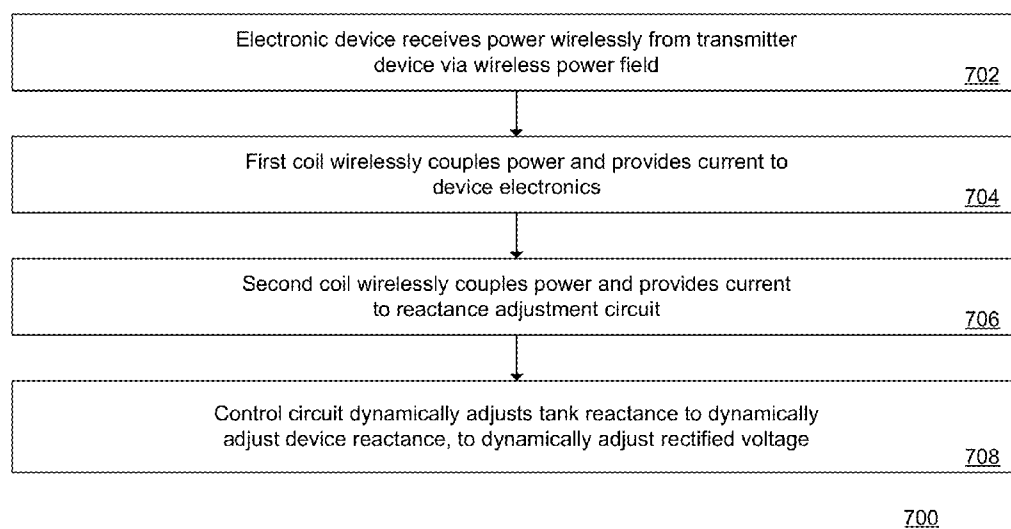 Electronic device receives power wirelessly from transmitter
device via wireless power field
702
First coil wirelessly couples power and provides current to
device electronics
704
Second coil wirelessly couples power and provides current
to reactance adjustment circuit
706
Control circuit dynamically adjusts tank reactance to dynamically
adjust device reactance, to dynamically adjust rectified voltage
708
700